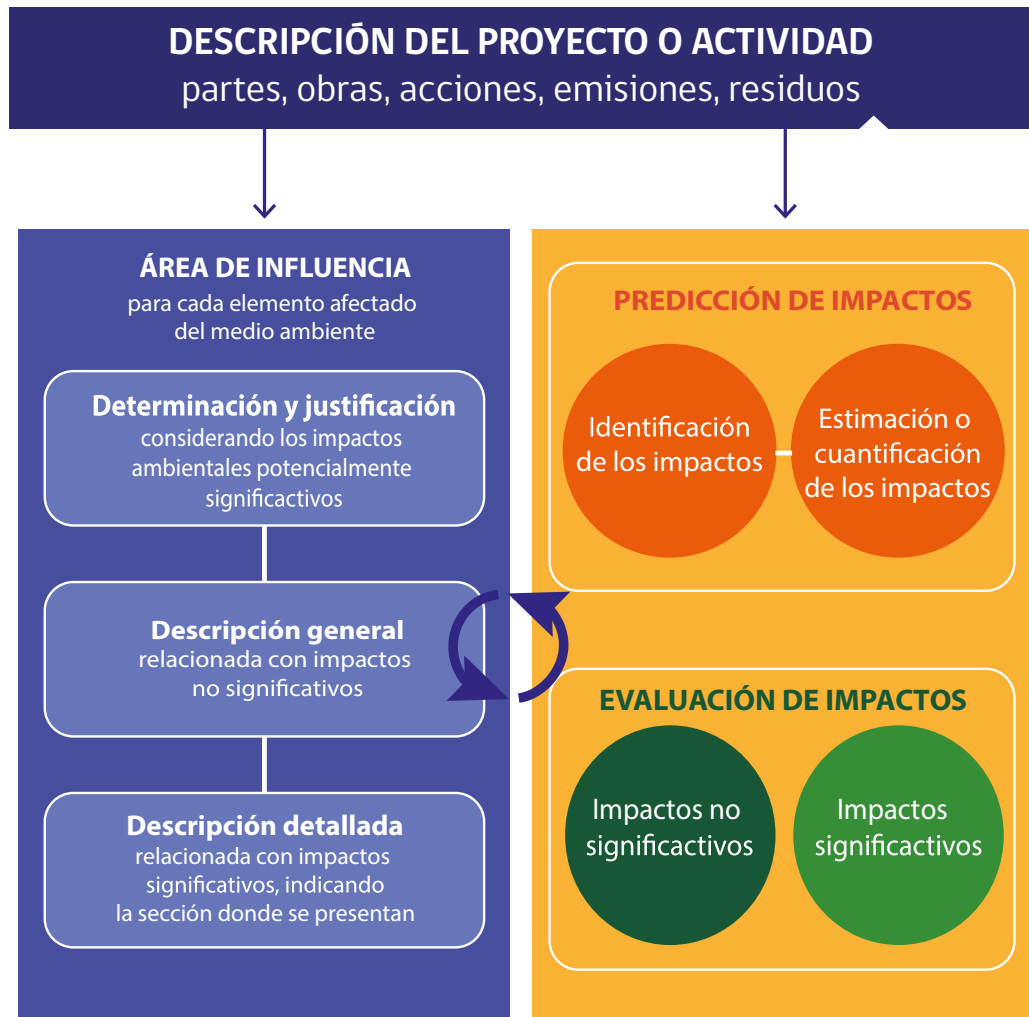 DESCRIPCIÓN DEL PROYECTO O ACTIVIDAD
partes, obras, acciones, emisiones, residuos
ÁREA DE INFLUENCIA
para cada elemento afectado
del medio ambiente
Determinación y justificación
considerando los impactos
ambientales potencialmente
significactivos
Descripción general
relacionada con impactos
no significativos
Descripción detallada
relacionada con impactos
significativos, indicando
la sección donde se presentan
PREDICCIÓN DE IMPACTOS
Identificación
de los impactos
Estimación o
cuantificación
de los impactos
EVALUACIÓN DE IMPACTOS
Impactos no
significactivos
Impactos
significactivos